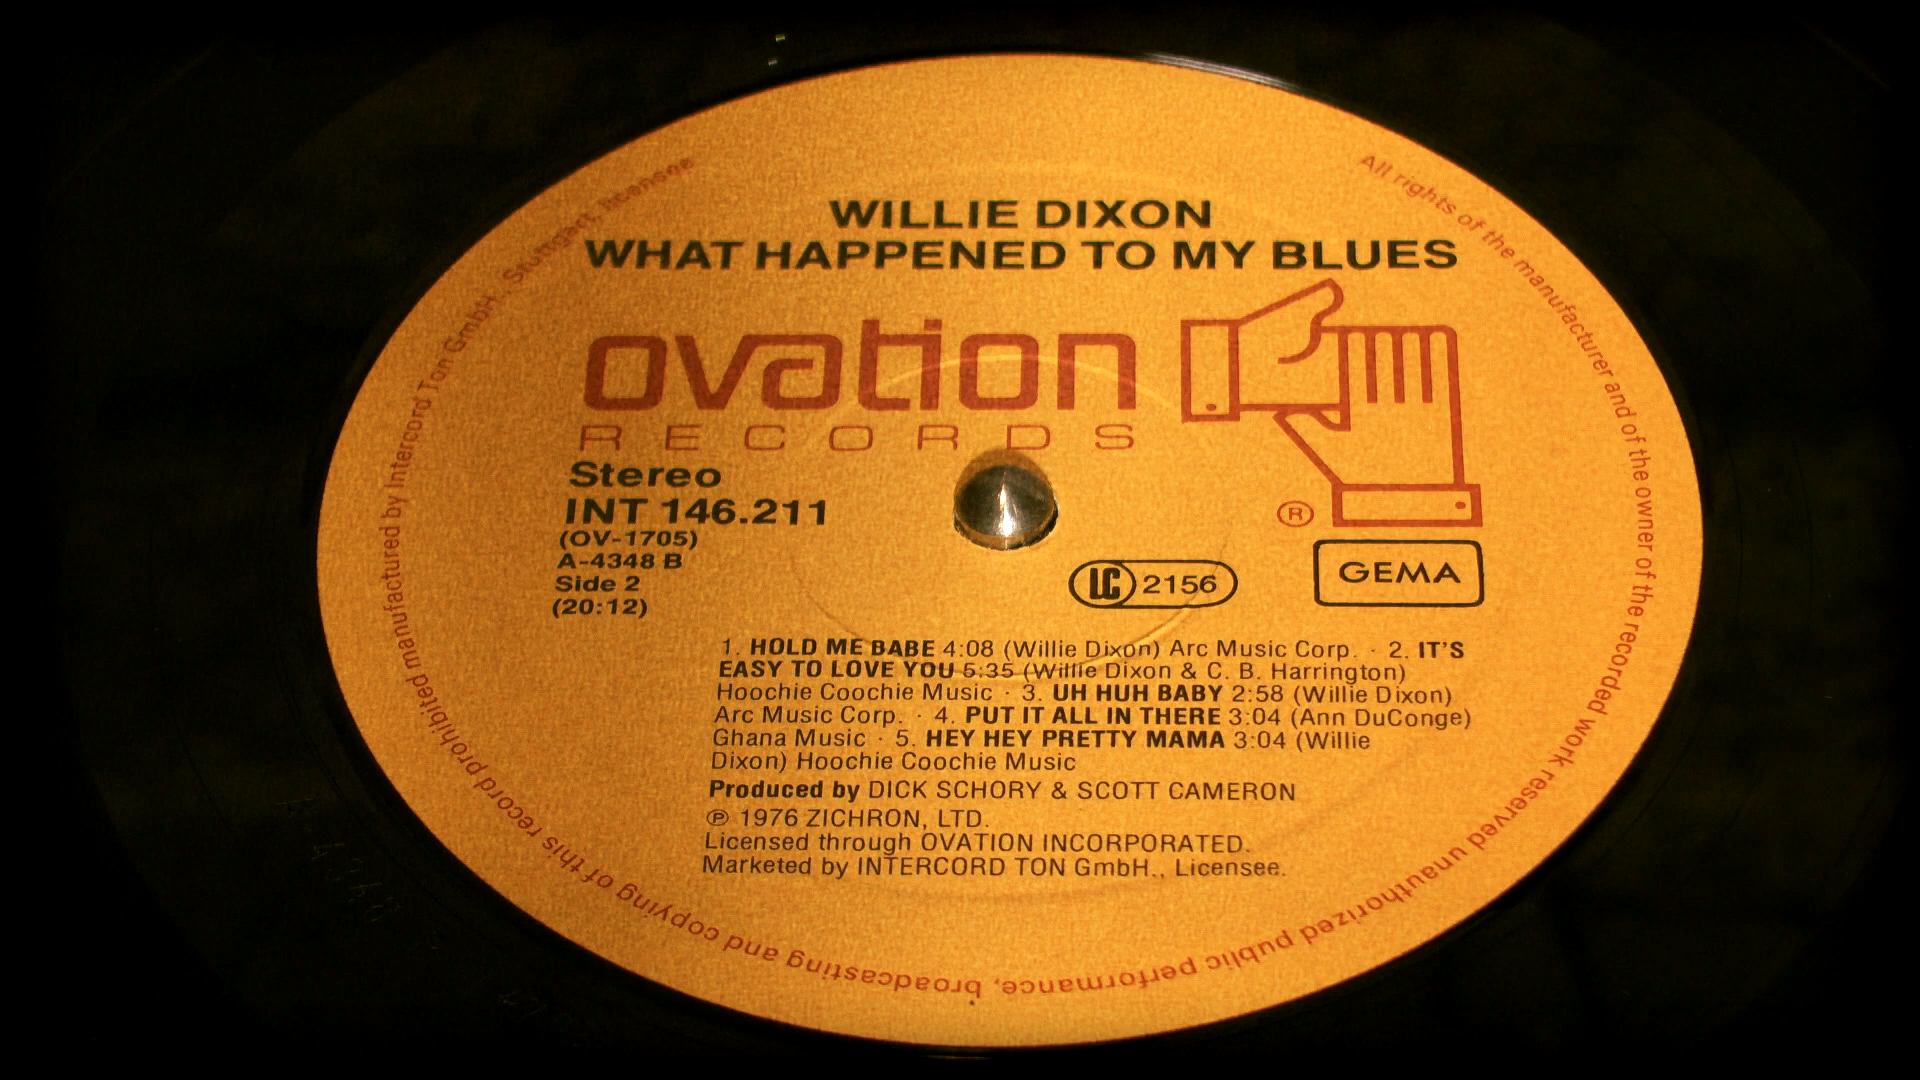 WILLIE DIXON
WHAT HAPPENED TO MY BLUES
ovation
RECORDS
Stereo
INT 146.211
(OV-1705)
A-4348 B
Side 2
(20:12)
®
LC 2156
GEMA
1. HOLD ME BABE 4:08 (Willie Dixon) Arc Music Corp. · 2. IT'S
EASY TO LOVE YOU 5:35 (Willie Dixon & C. B. Harrington)
Hoochie Coochie Music · 3. UH HUH BABY 2:58 (Willie Dixon)
Arc Music Corp. · 4. PUT IT ALL IN THERE 3:04 (Ann DuConge)
Ghana Music · 5. HEY HEY PRETTY MAMA 3:04 (Willie
Dixon) Hoochie Coochie Music
Produced by DICK SCHORY & SCOTT CAMERON
℗ 1976 ZICHRON, LTD.
Licensed through OVATION INCORPORATED.
Marketed by INTERCORD TON GmbH., Licensee.
All rights of the manufacturer and of the owner of the recorded work reserved unauthorized public performance, broadcasting and copying of this record prohibited manufactured by Intercord Ton GmbH. Stuttgart, licensee